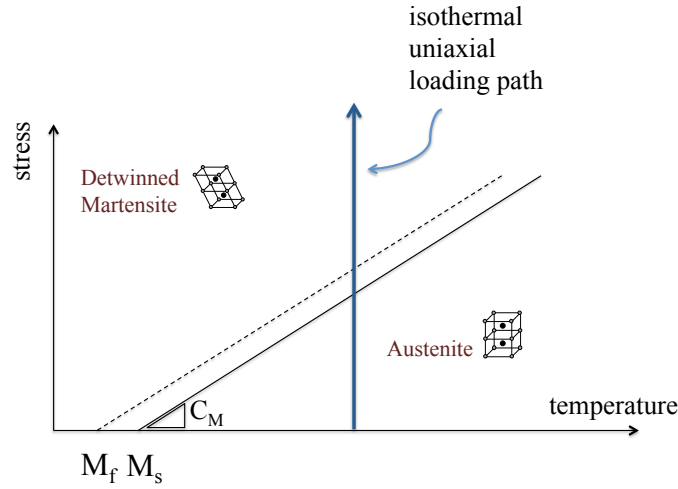 isothermal
uniaxial
loading path
stress
Detwinned
Martensite
Austenite
C_M
temperature
M_f M_s